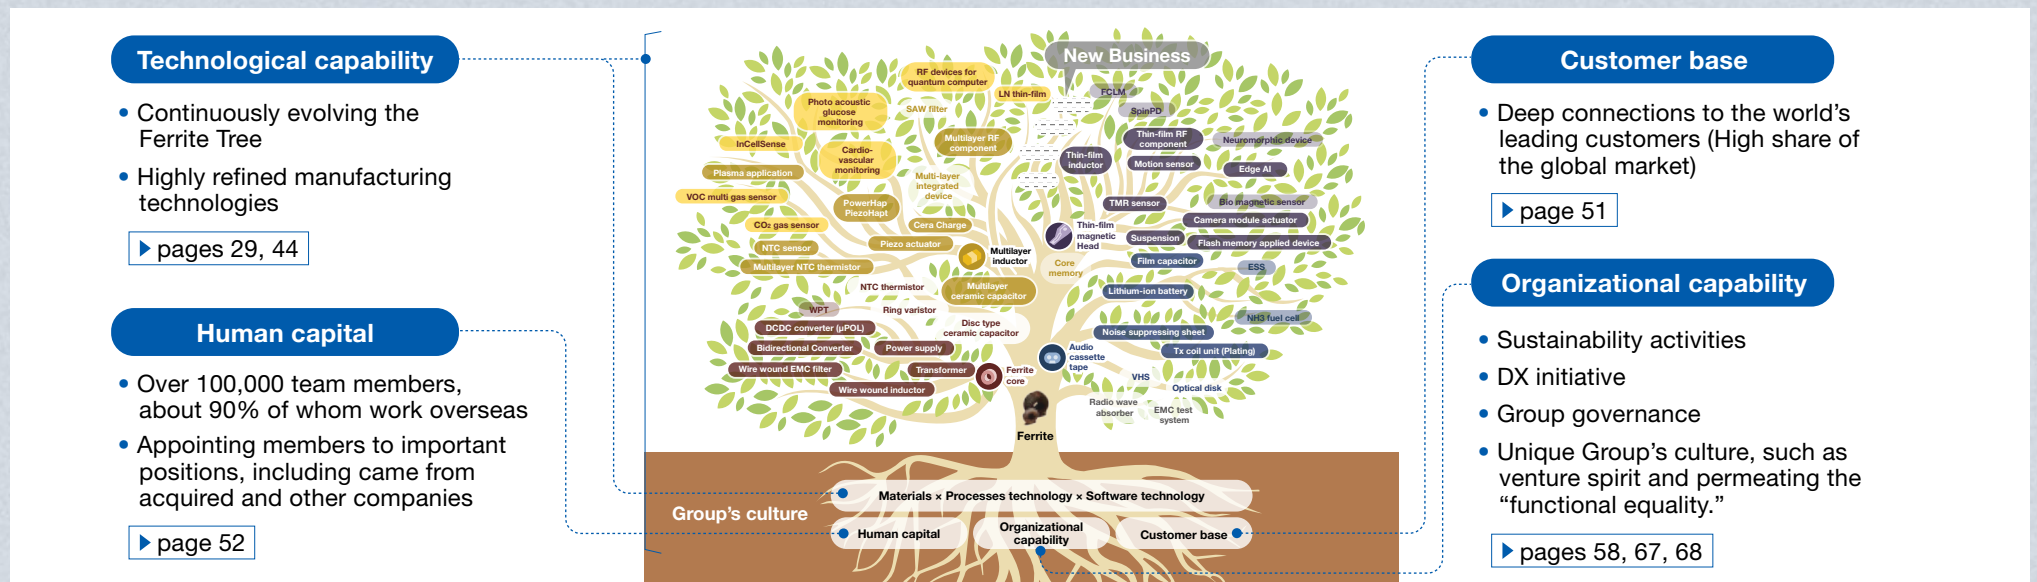 Technological capability
• Continuously evolving the
Ferrite Tree
• Highly refined manufacturing
technologies
pages 29, 44
Human capital
• Over 100,000 team members,
about 90% of whom work overseas
• Appointing members to important
positions, including came from
acquired and other companies
page 52
New Business
RF devices for
quantum computer
LN thin-film
FCLM
Photo acoustic
glucose
monitoring
SAW filter
SpinPD
InCellSense
Cardio-
vascular
monitoring
Multilayer RF
component
Thin-film
inductor
Thin-film RF
component
Neuromorphic device
Motion sensor
Edge AI
Plasma application
Multi-layer
integrated
device
VOC multi gas sensor
PowerHap
PiezoHapt
TMR sensor
Bio magnetic sensor
CO₂ gas sensor
Cera Charge
Camera module actuator
Thin-film
magnetic
Head
Suspension
Flash memory applied device
NTC sensor
Piezo actuator
Multilayer
inductor
Core
memory
Film capacitor
ESS
Multilayer NTC thermistor
NTC thermistor
Multilayer
ceramic capacitor
Lithium-ion battery
WPT
Ring varistor
NH3 fuel cell
DCDC converter (μPOL)
Disc type
ceramic capacitor
Noise suppressing sheet
Bidirectional Converter
Power supply
Audio
cassette
tape
Tx coil unit (Plating)
Wire wound EMC filter
Transformer
Ferrite
core
VHS
Optical disk
Wire wound inductor
Radio wave
absorber
EMC test
system
Ferrite
Group's culture
Materials × Processes technology × Software technology
Human capital
Organizational
capability
Customer base
Customer base
• Deep connections to the world's
leading customers (High share of
the global market)
page 51
Organizational capability
• Sustainability activities
• DX initiative
• Group governance
• Unique Group's culture, such as
venture spirit and permeating the
“functional equality.”
pages 58, 67, 68